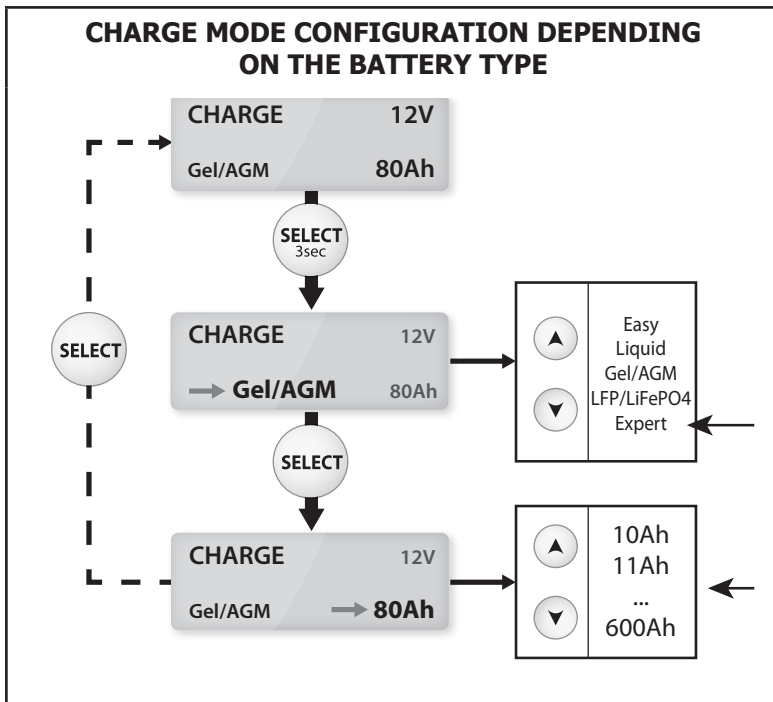 CHARGE MODE CONFIGURATION DEPENDING
ON THE BATTERY TYPE
CHARGE 12V
Gel/AGM 80Ah
SELECT
3sec
SELECT
CHARGE 12V
Gel/AGM 80Ah
Easy
Liquid
Gel/AGM
LFP/LiFePO4
Expert
SELECT
CHARGE 12V
Gel/AGM 80Ah
10Ah
11Ah
...
600Ah